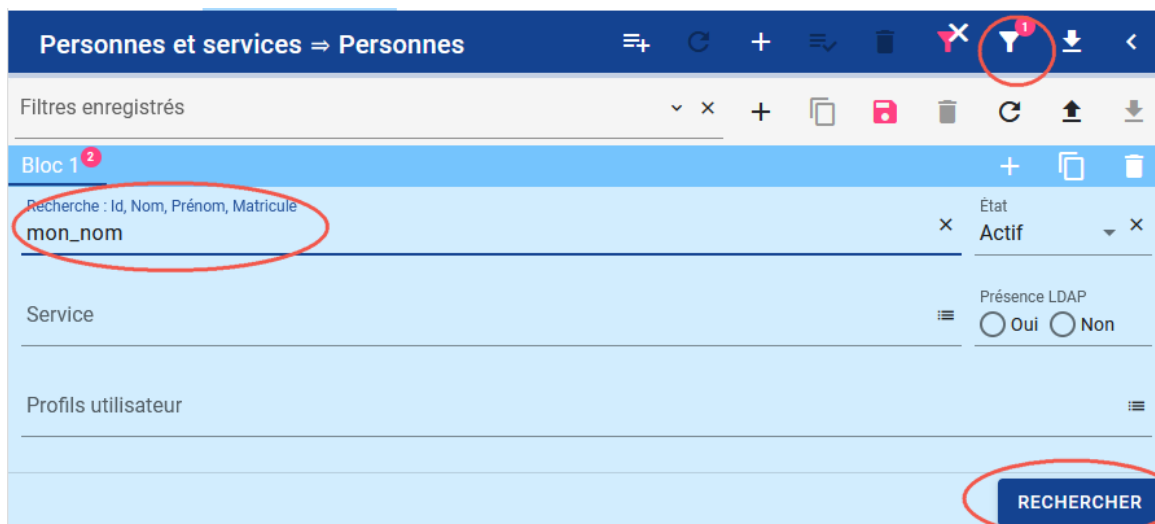 Personnes et services ⇒ Personnes
1
Filtres enregistrés
Bloc 1 2
Recherche : Id, Nom, Prénom, Matricule
mon_nom
État
Actif
Service
Présence LDAP
Oui Non
Profils utilisateur
RECHERCHER